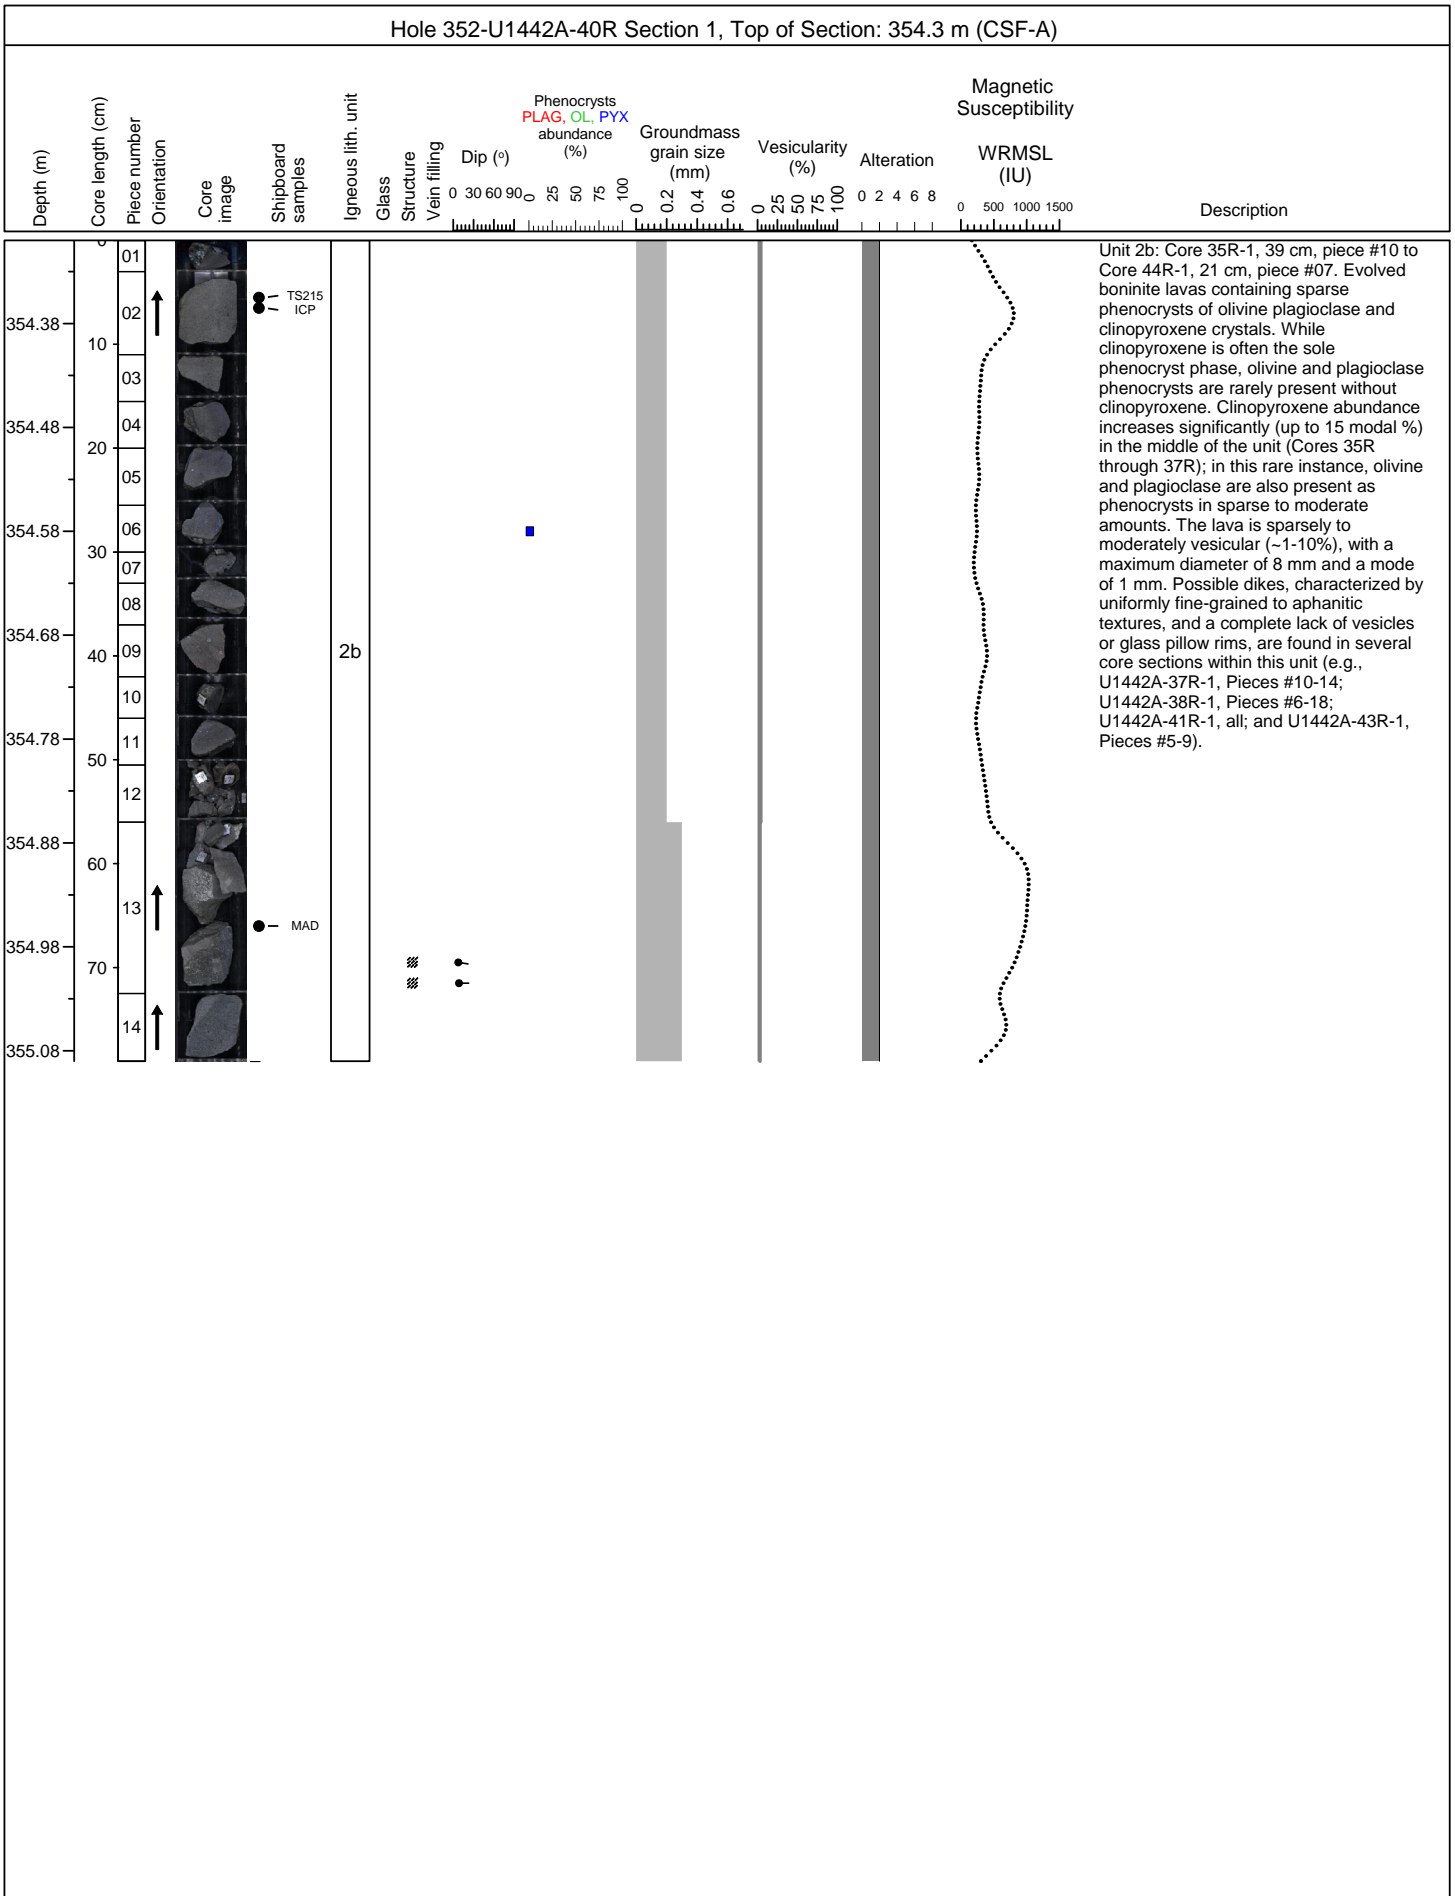 Hole 352-U1442A-40R Section 1, Top of Section: 354.3 m (CSF-A)
Depth (m)
Core length (cm)
Piece number
Orientation
Core
image
Shipboard
samples
Igneous lith. unit
Glass
Structure
Vein filling
Dip (o)
0 30 60 90
Phenocrysts
PLAG, OL, PYX
abundance
(%)
0 25 50 75 100
Groundmass
grain size
(mm)
0 0.2 0.4 0.6
Vesicularity
(%)
0 25 50 75 100
Alteration
0 2 4 6 8
Magnetic
Susceptibility
WRMSL
(IU)
0 500 1000 1500
Description
354.38
354.48
354.58
354.68
354.78
354.88
354.98
355.08
0
10
20
30
40
50
60
70
01
02
03
04
05
06
07
08
09
10
11
12
13
14
TS215
ICP
MAD
2b
Unit 2b: Core 35R-1, 39 cm, piece #10 to
Core 44R-1, 21 cm, piece #07. Evolved
boninite lavas containing sparse
phenocrysts of olivine plagioclase and
clinopyroxene crystals. While
clinopyroxene is often the sole
phenocryst phase, olivine and plagioclase
phenocrysts are rarely present without
clinopyroxene. Clinopyroxene abundance
increases significantly (up to 15 modal %)
in the middle of the unit (Cores 35R
through 37R); in this rare instance, olivine
and plagioclase are also present as
phenocrysts in sparse to moderate
amounts. The lava is sparsely to
moderately vesicular (~1-10%), with a
maximum diameter of 8 mm and a mode
of 1 mm. Possible dikes, characterized by
uniformly fine-grained to aphanitic
textures, and a complete lack of vesicles
or glass pillow rims, are found in several
core sections within this unit (e.g.,
U1442A-37R-1, Pieces #10-14;
U1442A-38R-1, Pieces #6-18;
U1442A-41R-1, all; and U1442A-43R-1,
Pieces #5-9).